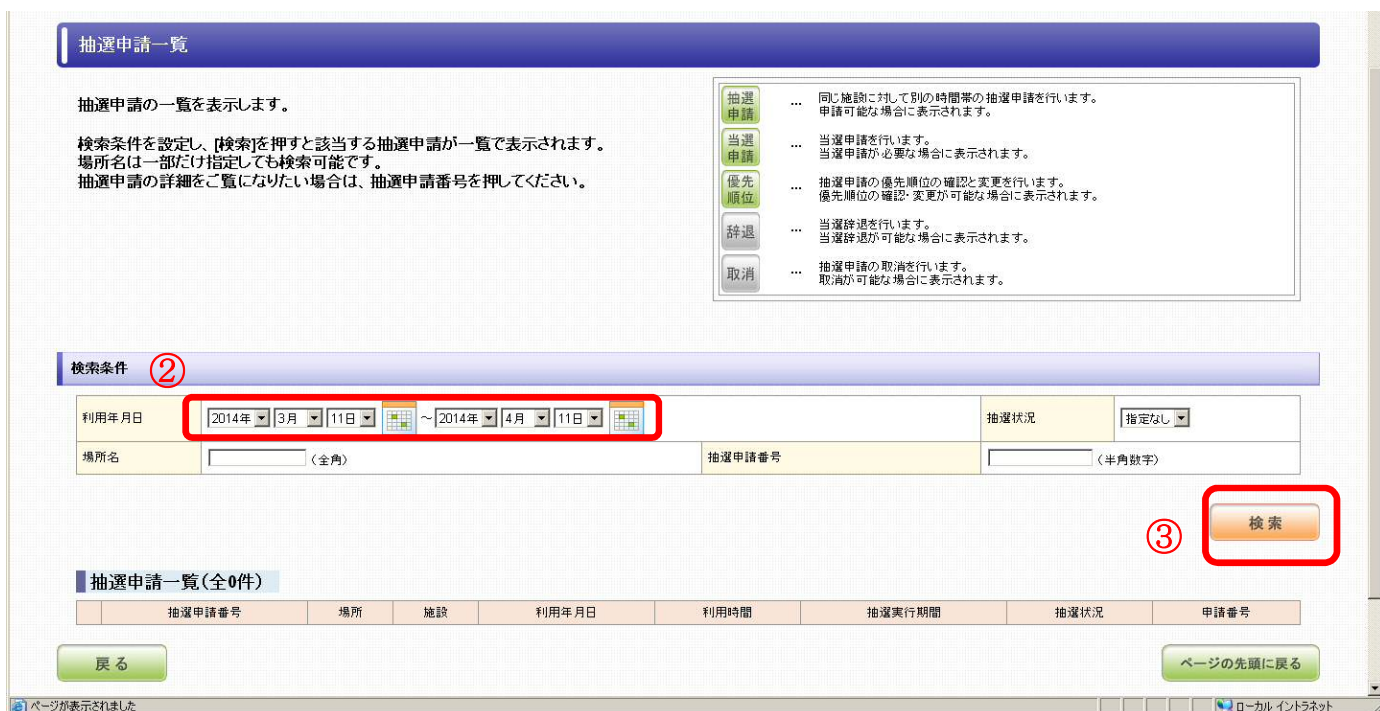 抽選申請一覧
抽選申請の一覧を表示します。
検索条件を設定し、[検索]を押すと該当する抽選申請が一覧で表示されます。
場所名は一部だけ指定しても検索可能です。
抽選申請の詳細をご覧になりたい場合は、抽選申請番号を押してください。
抽選申請 … 同じ施設に対して別の時間帯の抽選申請を行います。
申請可能な場合に表示されます。
当選申請 … 当選申請を行います。
当選申請が必要な場合に表示されます。
優先順位 … 抽選申請の優先順位の確認と変更を行います。
優先順位の確認・変更が可能な場合に表示されます。
辞退 … 当選辞退を行います。
当選辞退が可能な場合に表示されます。
取消 … 抽選申請の取消を行います。
取消が可能な場合に表示されます。
検索条件 ②
利用年月日 2014年 3月 11日 ～ 2014年 4月 11日 抽選状況 指定なし
場所名 （全角） 抽選申請番号 （半角数字）
③ 検索
抽選申請一覧(全0件)
抽選申請番号 場所 施設 利用年月日 利用時間 抽選実行期間 抽選状況 申請番号
戻る ページの先頭に戻る
ページが表示されました ローカル イントラネット